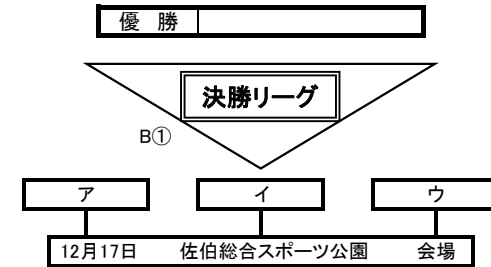 優 勝
決勝リーグ
B①
ア イ ウ
12月17日 佐伯総合スポーツ公園 会場